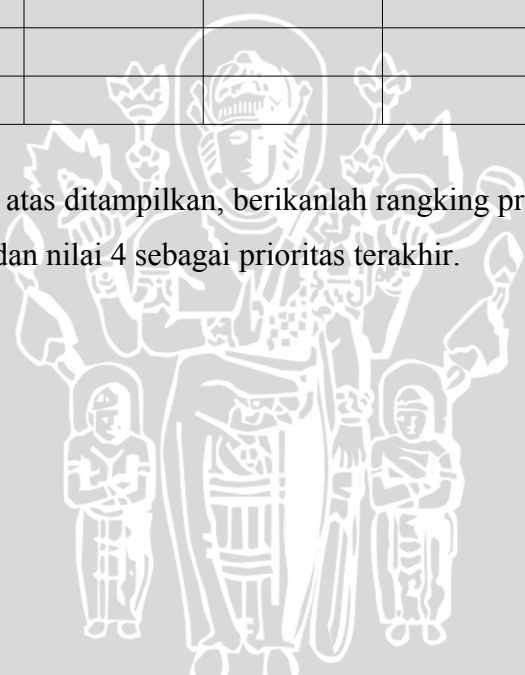 atas ditampilkan, berikanlah rangking pr
dan nilai 4 sebagai prioritas terakhir.